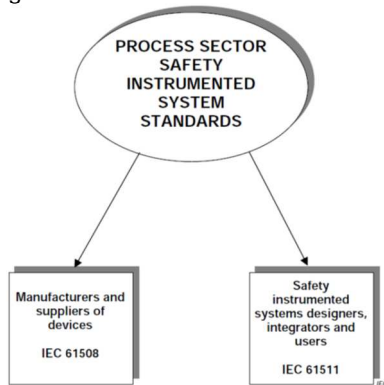 PROCESS SECTOR
SAFETY
INSTRUMENTED
SYSTEM
STANDARDS
Manufacturers and
suppliers of
devices
IEC 61508
Safety
instrumented
systems designers,
integrators and
users
IEC 61511